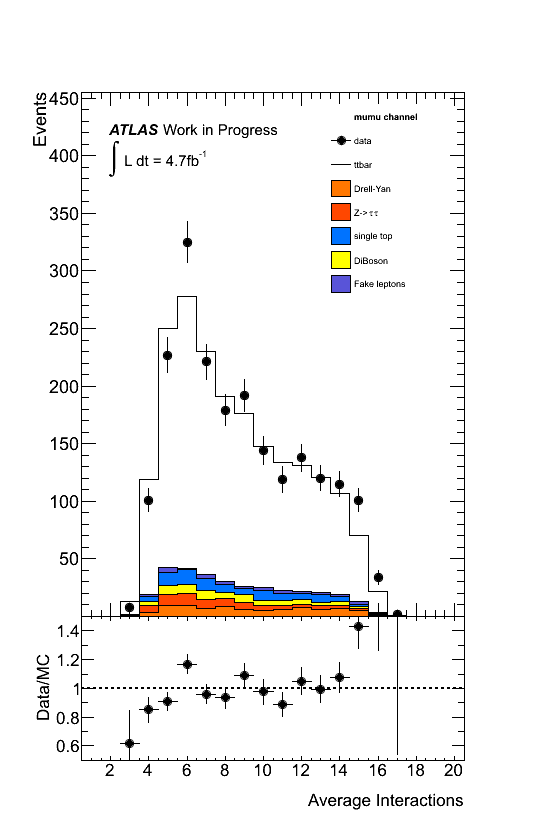 Events
450
400
350
300
250
200
150
100
50
ATLAS Work in Progress
∫ L dt = 4.7fb⁻¹
mumu channel
data
ttbar
Drell-Yan
Z->ττ
single top
DiBoson
Fake leptons
Data/MC
1.4
1.2
1
0.8
0.6
2 4 6 8 10 12 14 16 18 20
Average Interactions